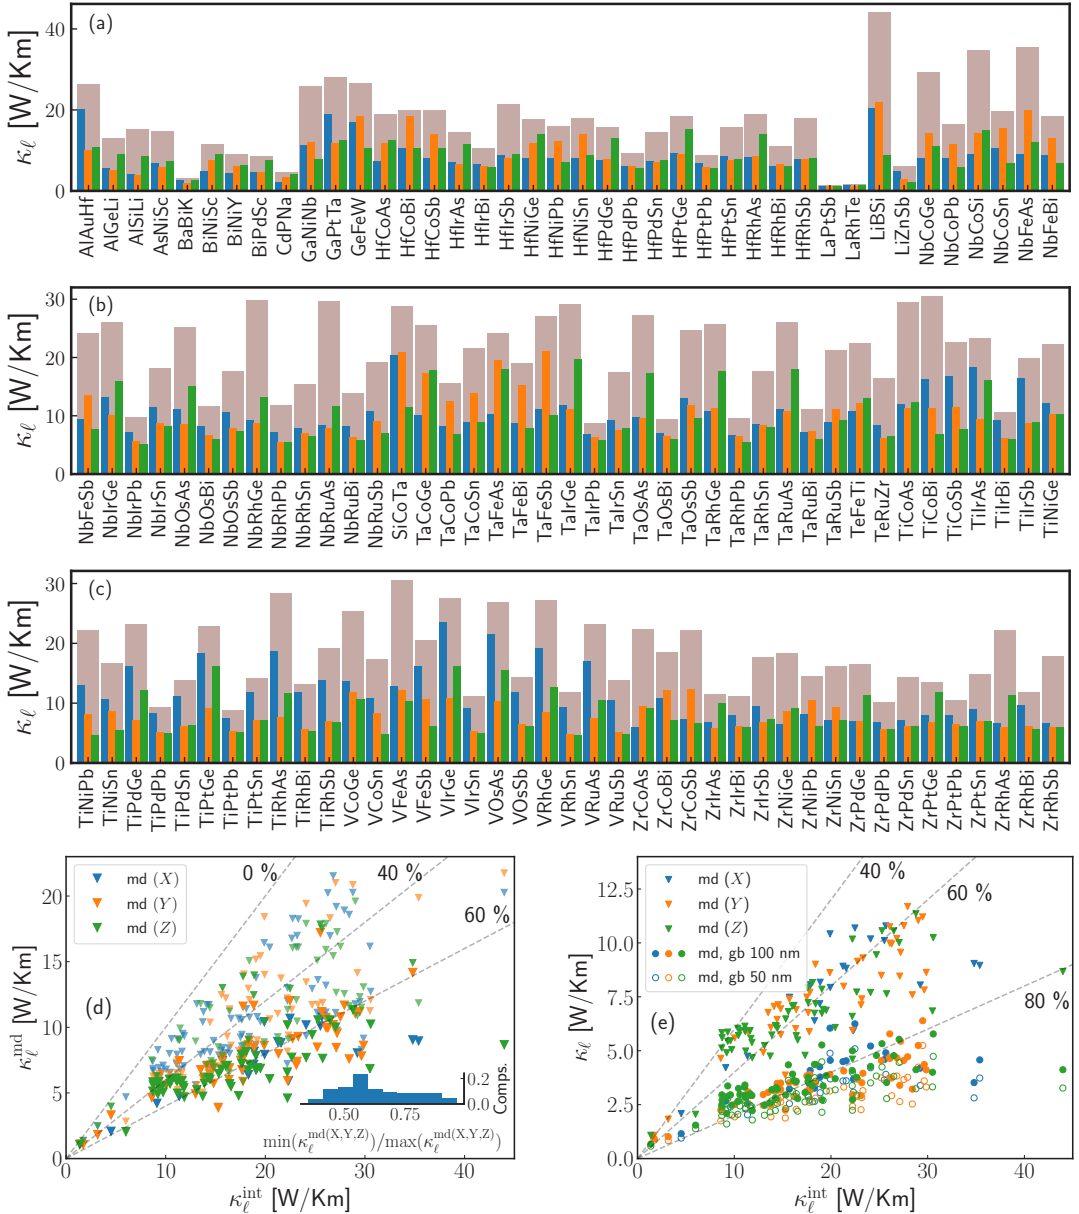 (a)
κℓ [W/Km]
40
20
0
AlAuHf
AlGeLi
AlSiLi
AsNiSc
BaBiK
BiNiSc
BiNiY
BiPdSc
CdPNa
GaNiNb
GaPtTa
GeFeW
HfCoAs
HfCoBi
HfCoSb
HfIrAs
HfIrBi
HfIrSb
HfNiGe
HfNiPb
HfNiSn
HfPdGe
HfPdPb
HfPdSn
HfPtGe
HfPtPb
HfPtSn
HfRhAs
HfRhBi
HfRhSb
LaPtSb
LaRhTe
LiBSi
LiZnSb
NbCoGe
NbCoPb
NbCoSi
NbCoSn
NbFeAs
NbFeBi
(b)
κℓ [W/Km]
30
20
10
0
NbFeSb
NbIrGe
NbIrPb
NbIrSn
NbOsAs
NbOsBi
NbOsSb
NbRhGe
NbRhPb
NbRhSn
NbRuAs
NbRuBi
NbRuSb
SiCoTa
TaCoGe
TaCoPb
TaCoSn
TaFeAs
TaFeBi
TaFeSb
TaIrGe
TaIrPb
TaIrSn
TaOsAs
TaOsBi
TaOsSb
TaRhGe
TaRhPb
TaRhSn
TaRuAs
TaRuBi
TaRuSb
TeFeTi
TeRuZr
TiCoAs
TiCoBi
TiCoSb
TiIrAs
TiIrBi
TiIrSb
TiNiGe
(c)
κℓ [W/Km]
30
20
10
0
TiNiPb
TiNiSn
TiPdGe
TiPdPb
TiPdSn
TiPtGe
TiPtPb
TiPtSn
TiRhAs
TiRhBi
TiRhSb
VCoGe
VCoSn
VFeAs
VFeSb
VIrGe
VIrSn
VOsAs
VOsSb
VRhGe
VRhSn
VRuAs
VRuSb
ZrCoAs
ZrCoBi
ZrCoSb
ZrIrAs
ZrIrBi
ZrIrSb
ZrNiGe
ZrNiPb
ZrNiSn
ZrPdGe
ZrPdPb
ZrPdSn
ZrPtGe
ZrPtPb
ZrPtSn
ZrRhAs
ZrRhBi
ZrRhSb
md (X)
md (Y)
md (Z)
0 %
40 %
60 %
(d)
κℓ^md [W/Km]
20
15
10
5
0
0.2
0.0
Comps.
0.50
0.75
min(κℓ^md(X,Y,Z))/max(κℓ^md(X,Y,Z))
0
10
20
30
40
κℓ^int [W/Km]
md (X)
md (Y)
md (Z)
md, gb 100 nm
md, gb 50 nm
40 %
60 %
80 %
(e)
κℓ [W/Km]
12.5
10.0
7.5
5.0
2.5
0.0
0
10
20
30
40
κℓ^int [W/Km]